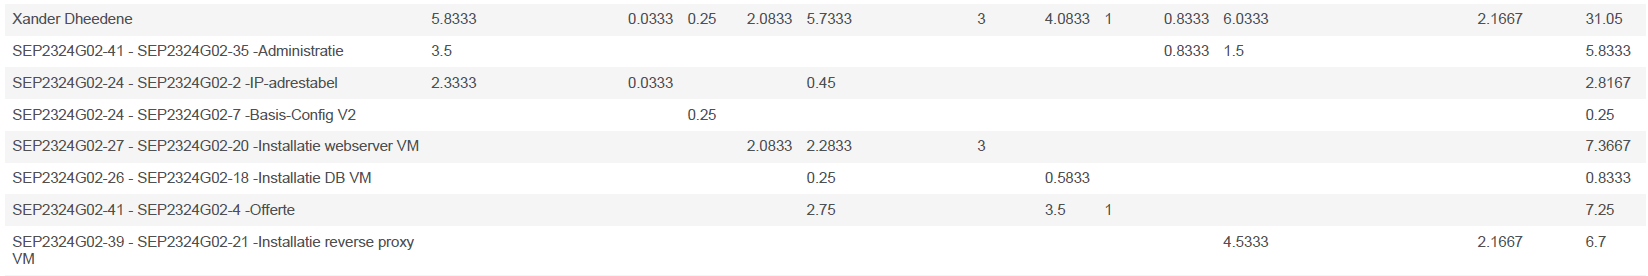 Xander Dheedene 5.8333 0.0333 0.25 2.0833 5.7333 3 4.0833 1 0.8333 6.0333 2.1667 31.05
SEP2324G02-41 - SEP2324G02-35 -Administratie 3.5 0.8333 1.5 5.8333
SEP2324G02-24 - SEP2324G02-2 -IP-adrestabel 2.3333 0.0333 0.45 2.8167
SEP2324G02-24 - SEP2324G02-7 -Basis-Config V2 0.25 0.25
SEP2324G02-27 - SEP2324G02-20 -Installatie webserver VM 2.0833 2.2833 3 7.3667
SEP2324G02-26 - SEP2324G02-18 -Installatie DB VM 0.25 0.5833 0.8333
SEP2324G02-41 - SEP2324G02-4 -Offerte 2.75 3.5 1 7.25
SEP2324G02-39 - SEP2324G02-21 -Installatie reverse proxy 4.5333 2.1667 6.7
VM